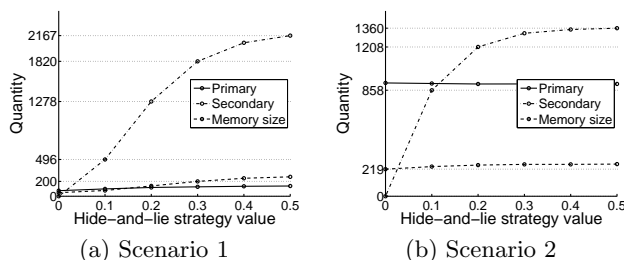 2167
1820
1278
496
200
0
Quantity
Primary
Secondary
Memory size
0 0.1 0.2 0.3 0.4 0.5
Hide-and-lie strategy value
(a) Scenario 1
1360
1208
858
219
0
Quantity
Primary
Secondary
Memory size
0 0.1 0.2 0.3 0.4 0.5
Hide-and-lie strategy value
(b) Scenario 2